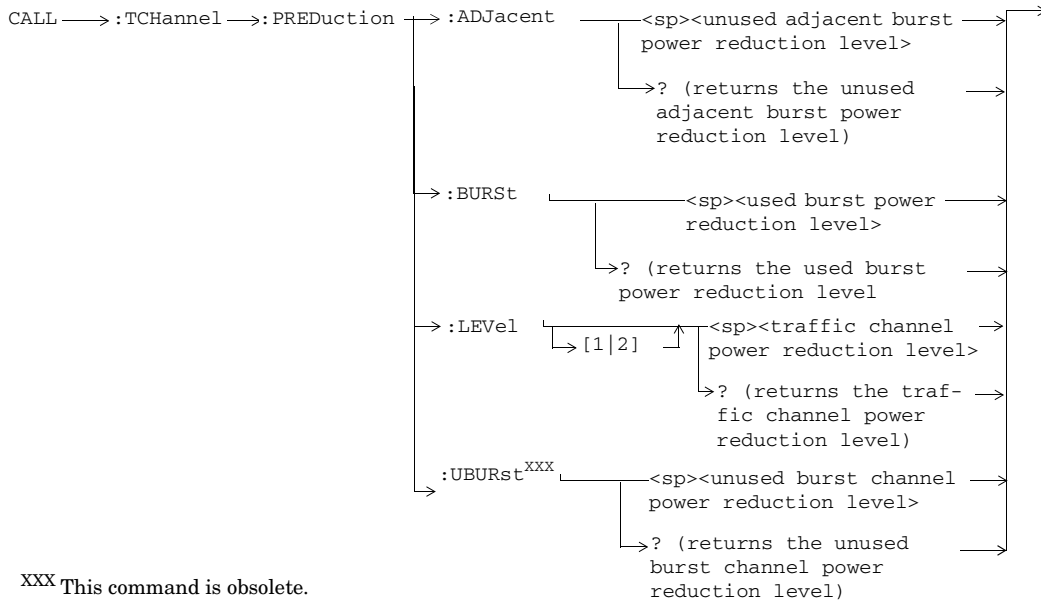 CALL :TCHannel :PREDuction :ADJacent <sp><unused adjacent burst
power reduction level>
? (returns the unused
adjacent burst power
reduction level)
:BURSt <sp><used burst power
reduction level>
? (returns the used burst
power reduction level
:LEVel [1|2] <sp><traffic channel
power reduction level>
? (returns the traf-
fic channel power
reduction level)
:UBURstXXX <sp><unused burst channel
power reduction level>
? (returns the unused
burst channel power
reduction level)
XXX This command is obsolete.